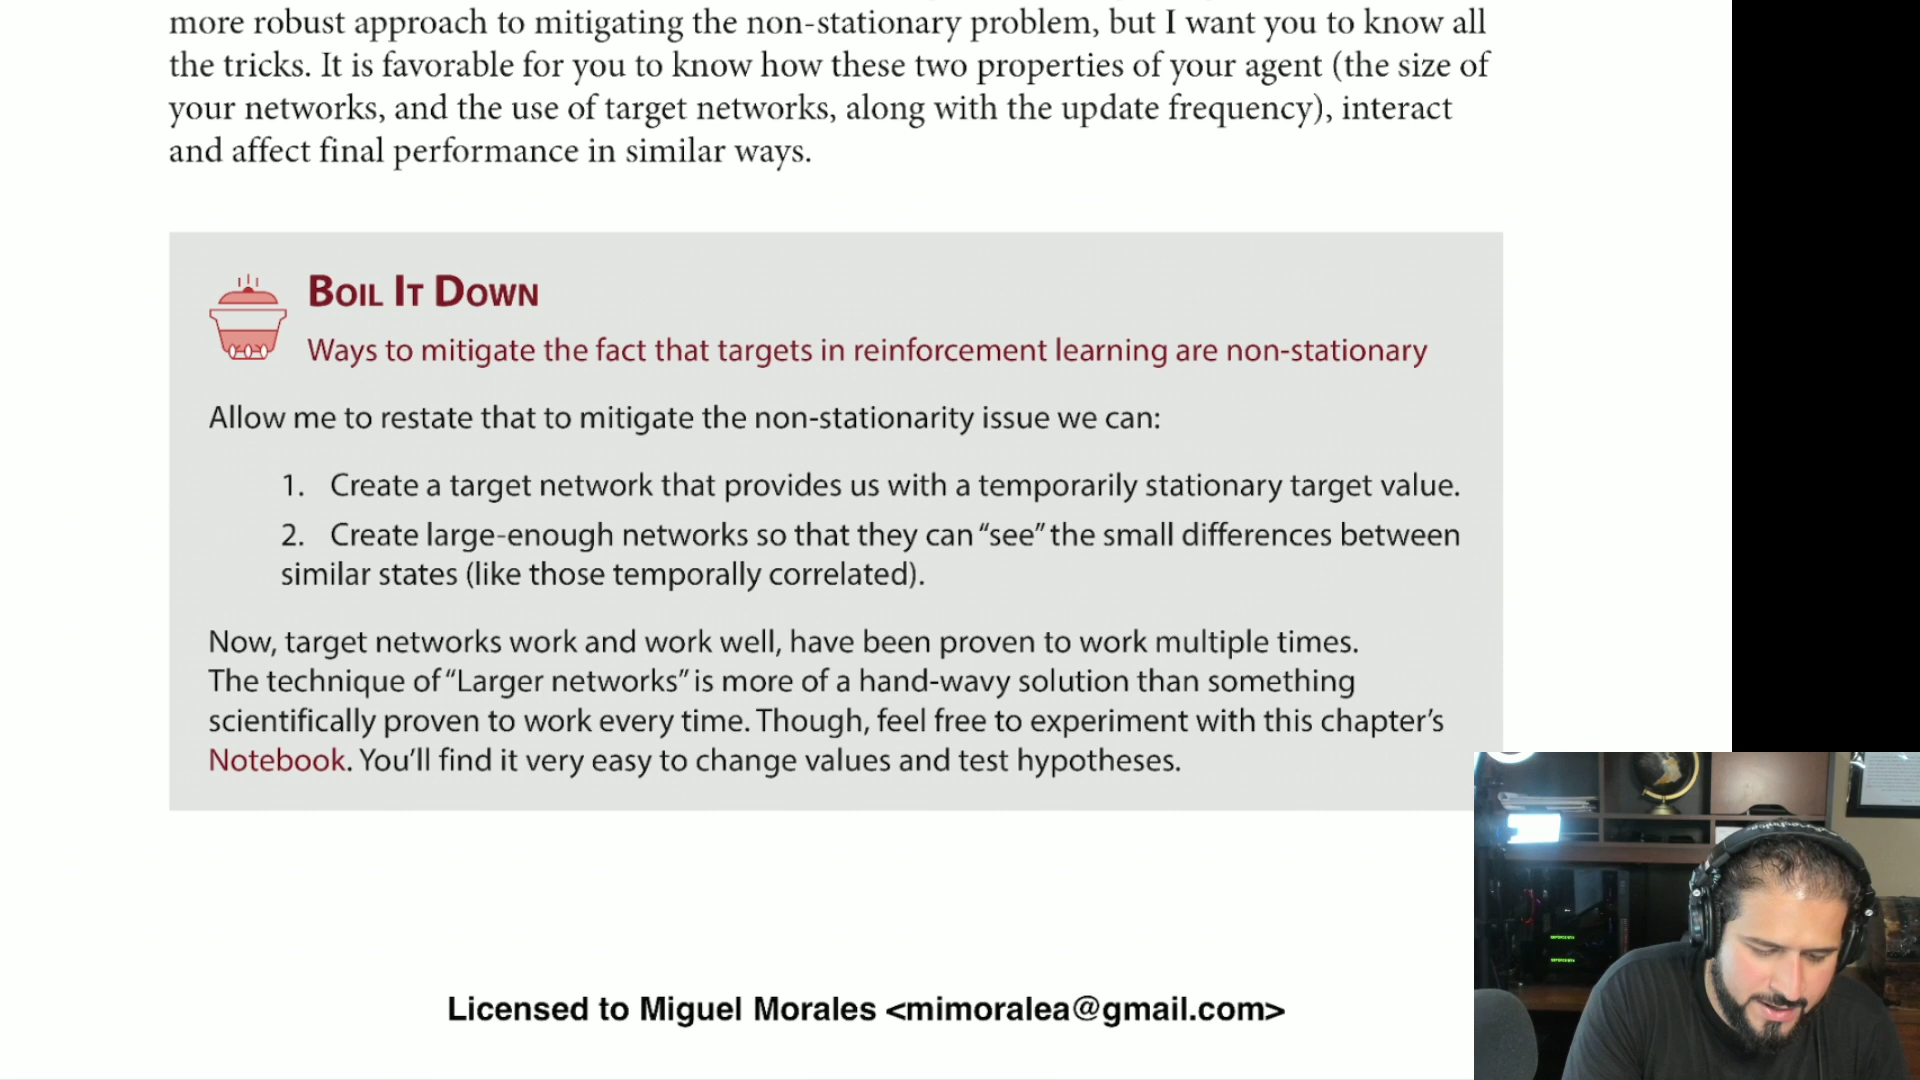 more robust approach to mitigating the non-stationary problem, but I want you to know all
the tricks. It is favorable for you to know how these two properties of your agent (the size of
your networks, and the use of target networks, along with the update frequency), interact
and affect final performance in similar ways.
BOIL IT DOWN
Ways to mitigate the fact that targets in reinforcement learning are non-stationary
Allow me to restate that to mitigate the non-stationarity issue we can:
1. Create a target network that provides us with a temporarily stationary target value.
2. Create large-enough networks so that they can “see” the small differences between
similar states (like those temporally correlated).
Now, target networks work and work well, have been proven to work multiple times.
The technique of “Larger networks” is more of a hand-wavy solution than something
scientifically proven to work every time. Though, feel free to experiment with this chapter’s
Notebook. You’ll find it very easy to change values and test hypotheses.
Licensed to Miguel Morales <mimoralea@gmail.com>